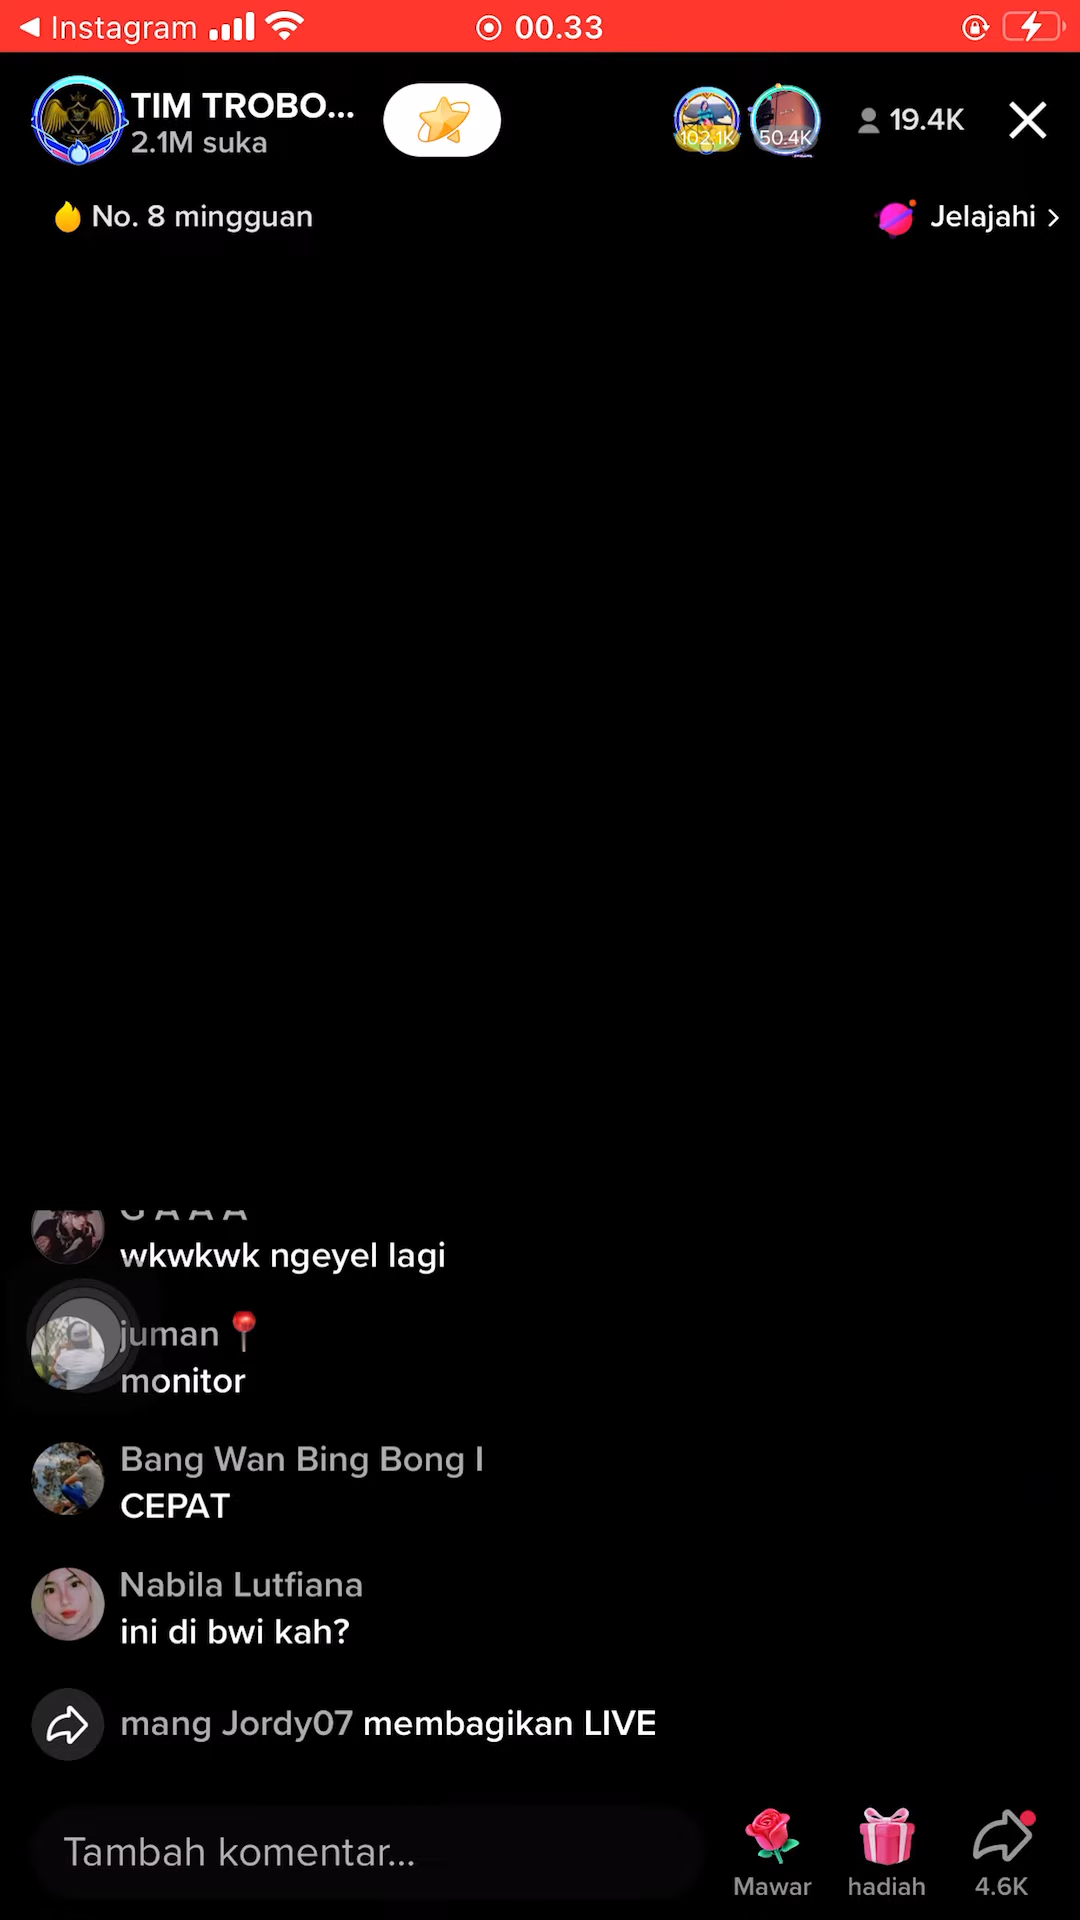 Instagram
00.33
TIM TROBO...
2.1M suka
102.1K
50.4K
19.4K
No. 8 mingguan
Jelajahi >
G A A A
wkwkwk ngeyel lagi
juman
monitor
Bang Wan Bing Bong I
CEPAT
Nabila Lutfiana
ini di bwi kah?
mang Jordy07 membagikan LIVE
Tambah komentar...
Mawar
hadiah
4.6K